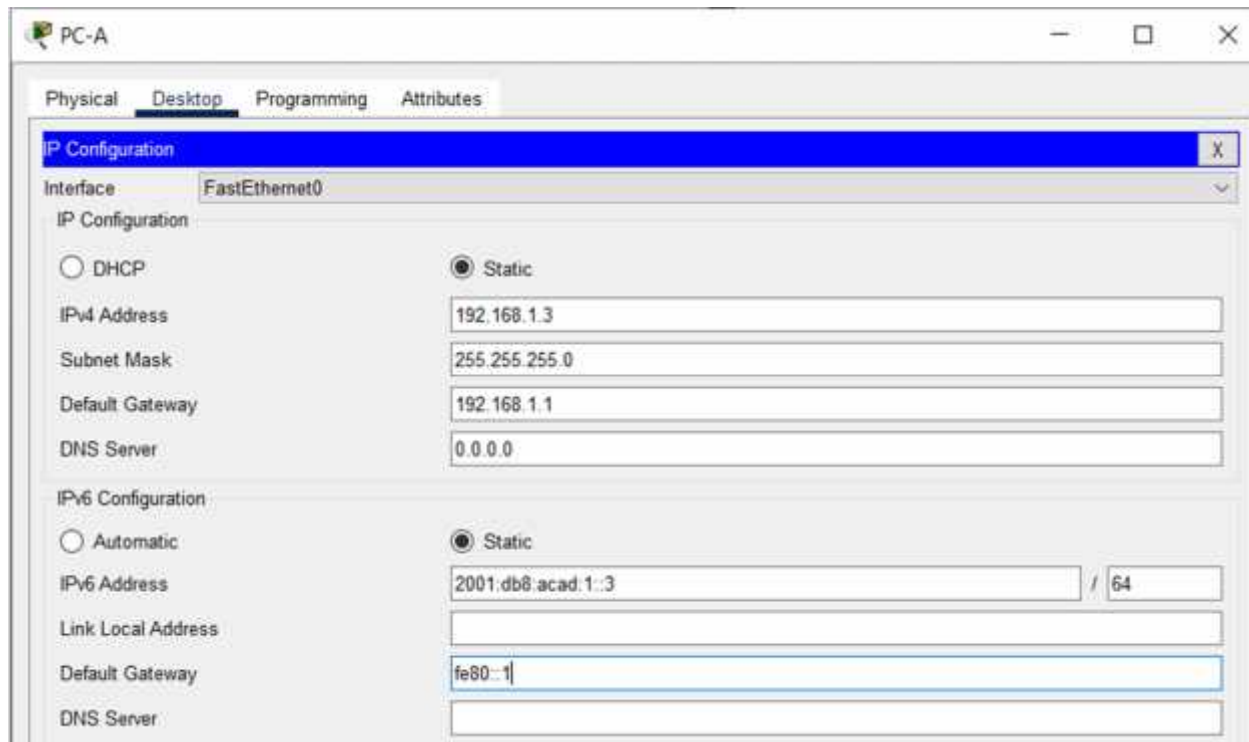 PC-A
Physical Desktop Programming Attributes
IP Configuration X
Interface FastEthernet0
IP Configuration
DHCP Static
IPv4 Address 192.168.1.3
Subnet Mask 255.255.255.0
Default Gateway 192.168.1.1
DNS Server 0.0.0.0
IPv6 Configuration
Automatic Static
IPv6 Address 2001:db8:acad:1::3 / 64
Link Local Address
Default Gateway fe80::1
DNS Server